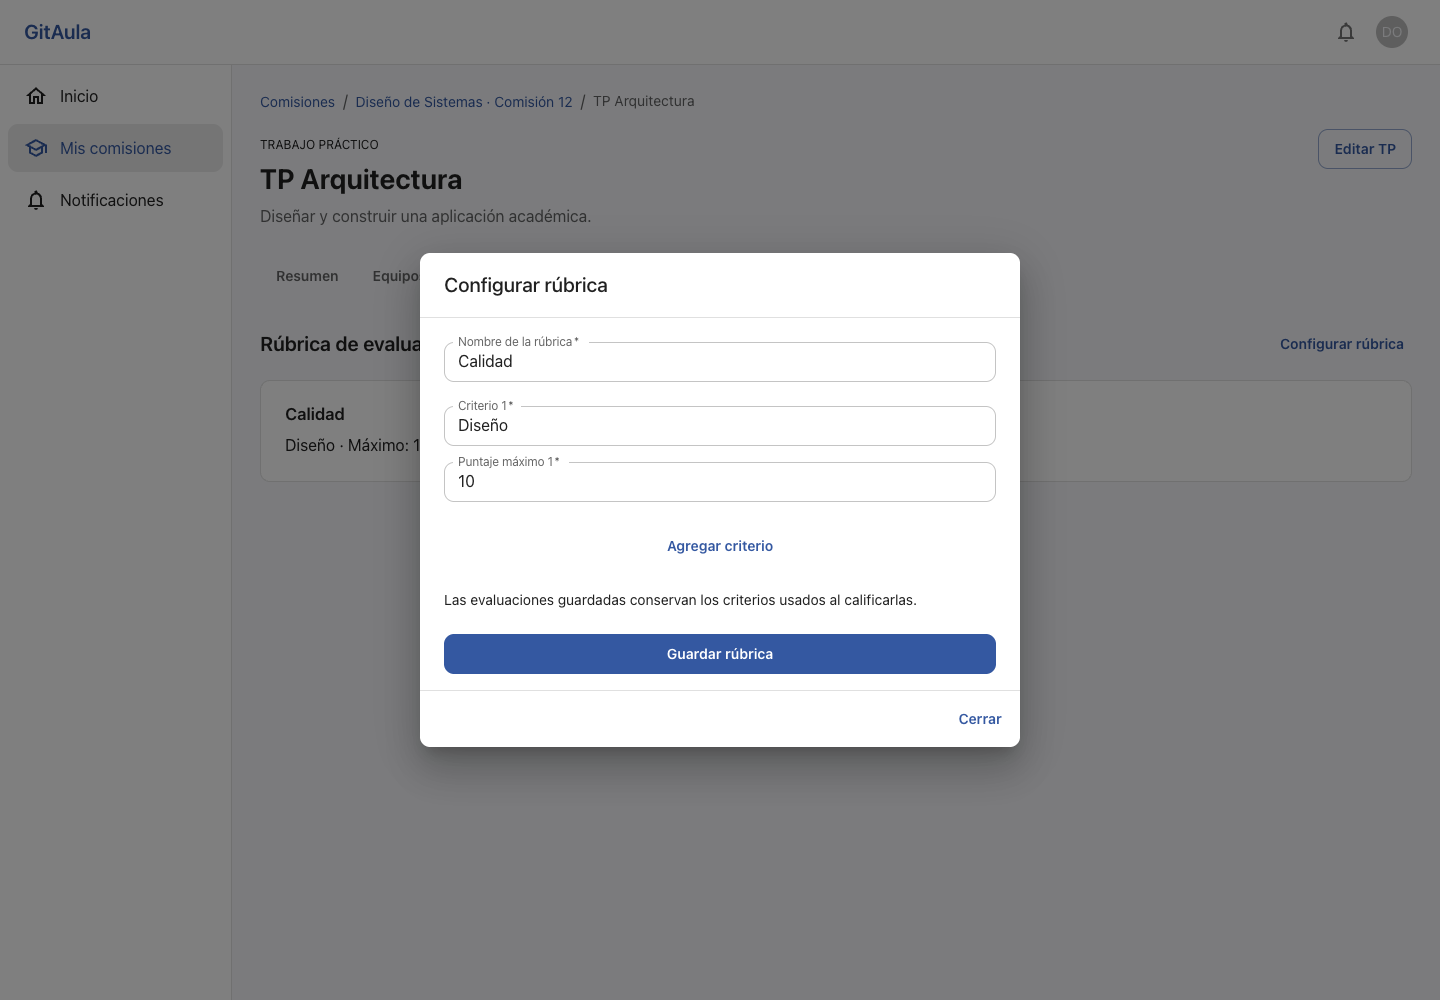 GitAula
DO
Inicio
Mis comisiones
Notificaciones
Comisiones / Diseño de Sistemas · Comisión 12 / TP Arquitectura
TRABAJO PRÁCTICO
Editar TP
TP Arquitectura
Diseñar y construir una aplicación académica.
Resumen
Rúbrica de
Configurar rúbrica
Calidad
Diseño · Máximo:
Configurar rúbrica
Nombre de la rúbrica *
Calidad
Criterio 1 *
Diseño
Puntaje máximo 1 *
10
Agregar criterio
Las evaluaciones guardadas conservan los criterios usados al calificarlas.
Guardar rúbrica
Cerrar